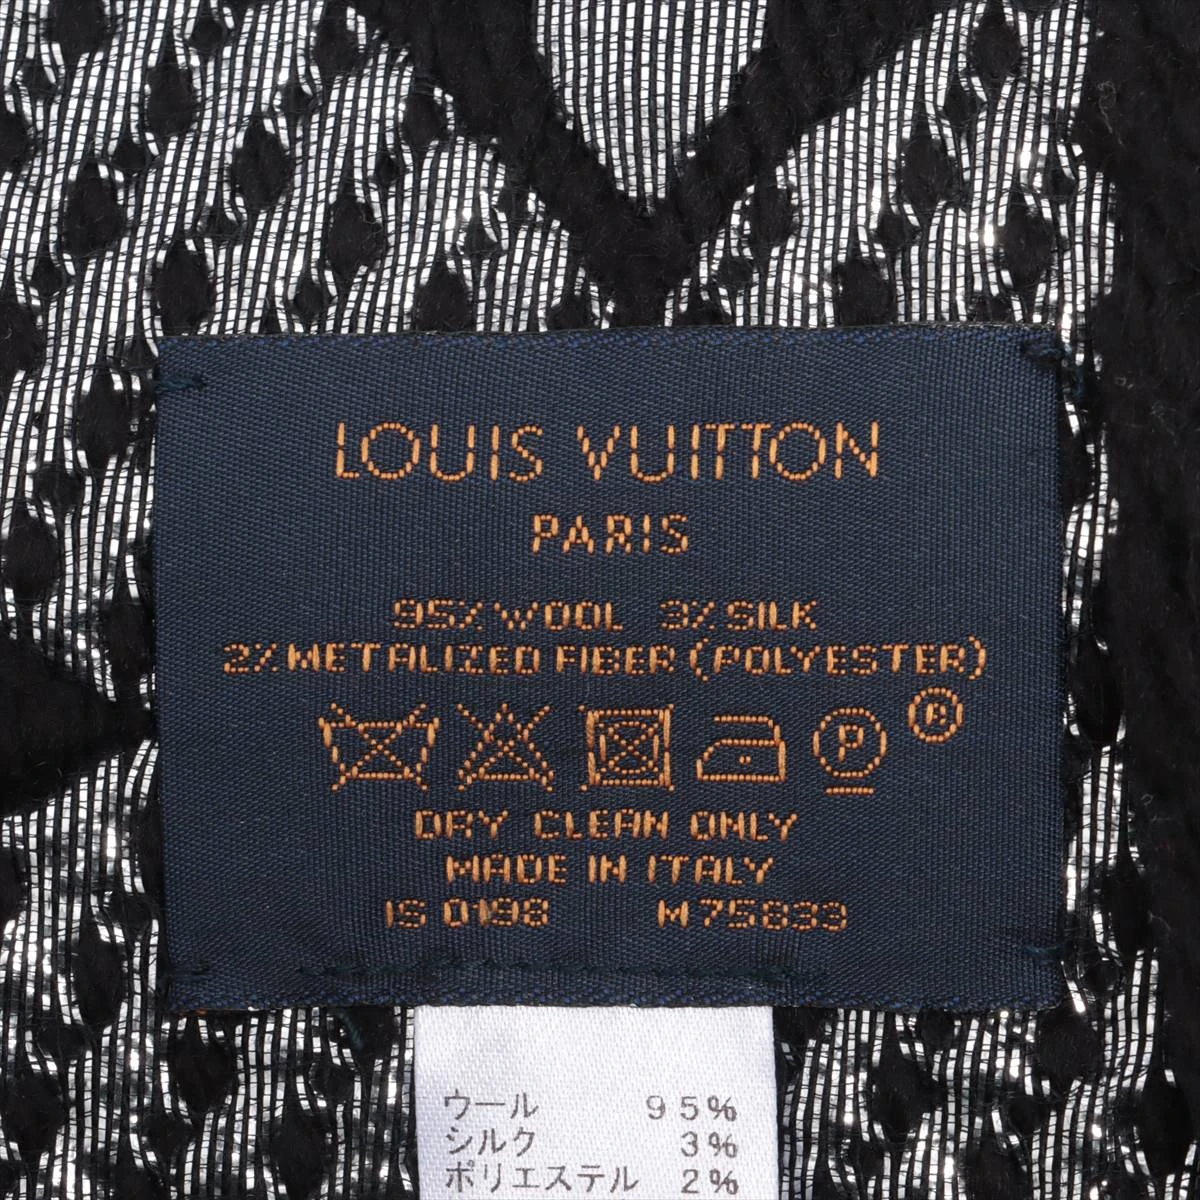 LOUIS VUITTON
PARIS
95% WOOL 3% SILK
2% METALIZED FIBER (POLYESTER)
P ®
DRY CLEAN ONLY
MADE IN ITALY
IS 0198 M75833
ウール 95%
シルク 3%
ポリエステル 2%